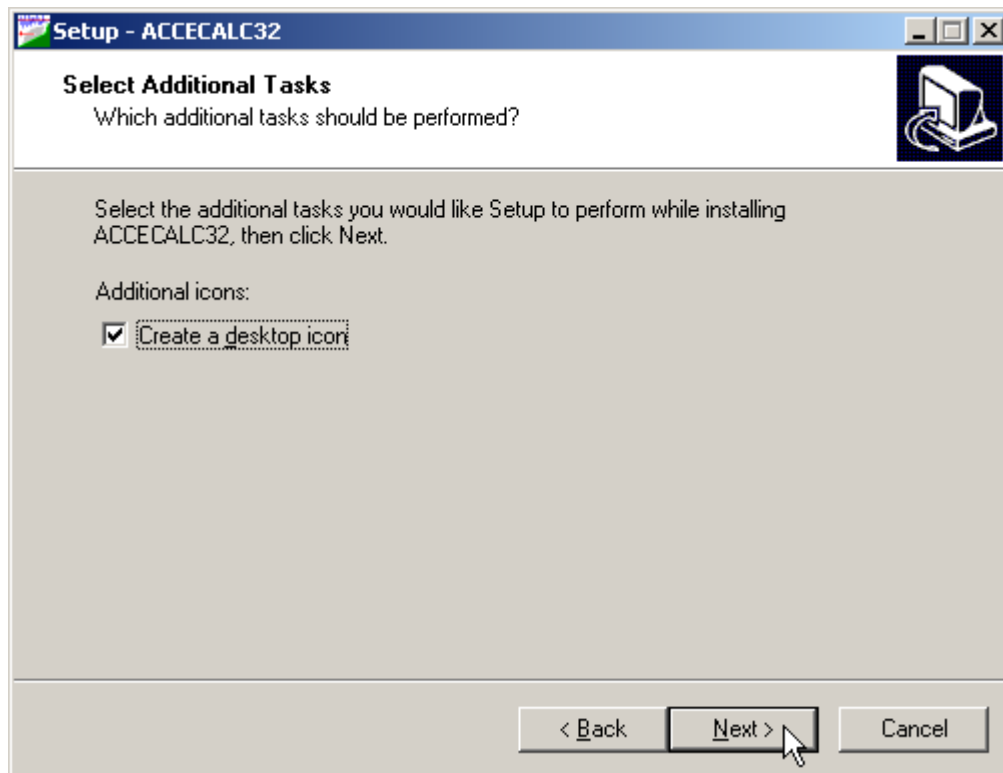 Setup - ACCECALC32
Select Additional Tasks
Which additional tasks should be performed?
Select the additional tasks you would like Setup to perform while installing
ACCECALC32, then click Next.
Additional icons:
Create a desktop icon
< Back
Next >
Cancel